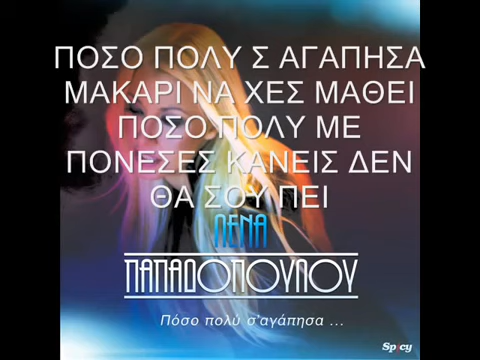 ΠΟΣΟ ΠΟΛΥ Σ ΑΓΑΠΗΣΑ
ΜΑΚΑΡΙ ΝΑ ΧΕΣ ΜΑΘΕΙ
ΠΟΣΟ ΠΟΛΥ ΜΕ
ΠΟΝΕΣΕΣ ΚΑΝΕΙΣ ΔΕΝ
ΘΑ ΣΟΥ ΠΕΙ
ΛΕΝΑ
ΠΑΠΑΔΟΠΟΥΛΟΥ
Πόσο πολύ σ'αγάπησα ...
Spicy